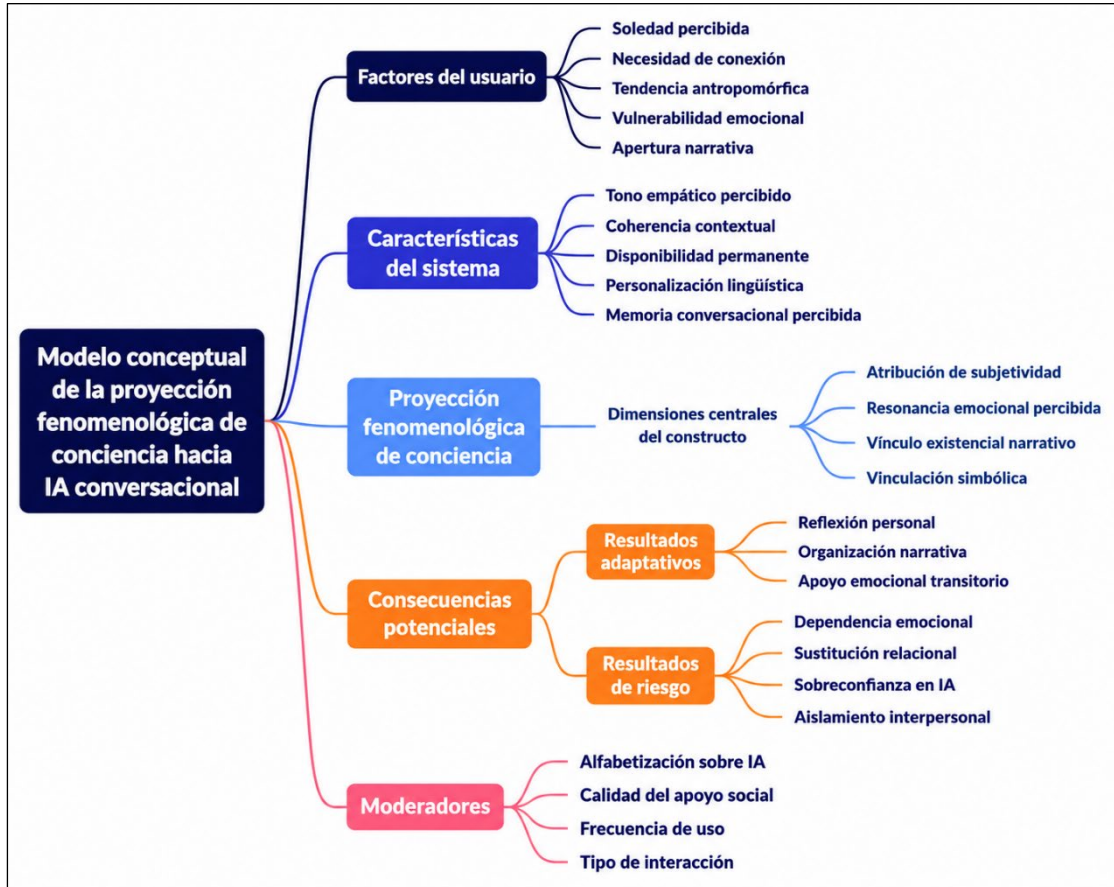 Modelo conceptual
de la proyección
fenomenológica de
conciencia hacia
IA conversacional
Factores del usuario
Soledad percibida
Necesidad de conexión
Tendencia antropomórfica
Vulnerabilidad emocional
Apertura narrativa
Características
del sistema
Tono empático percibido
Coherencia contextual
Disponibilidad permanente
Personalización lingüística
Memoria conversacional percibida
Proyección
fenomenológica
de conciencia
Dimensiones centrales
del constructo
Atribución de subjetividad
Resonancia emocional percibida
Vínculo existencial narrativo
Vinculación simbólica
Consecuencias
potenciales
Resultados
adaptativos
Reflexión personal
Organización narrativa
Apoyo emocional transitorio
Resultados
de riesgo
Dependencia emocional
Sustitución relacional
Sobreconfianza en IA
Aislamiento interpersonal
Moderadores
Alfabetización sobre IA
Calidad del apoyo social
Frecuencia de uso
Tipo de interacción